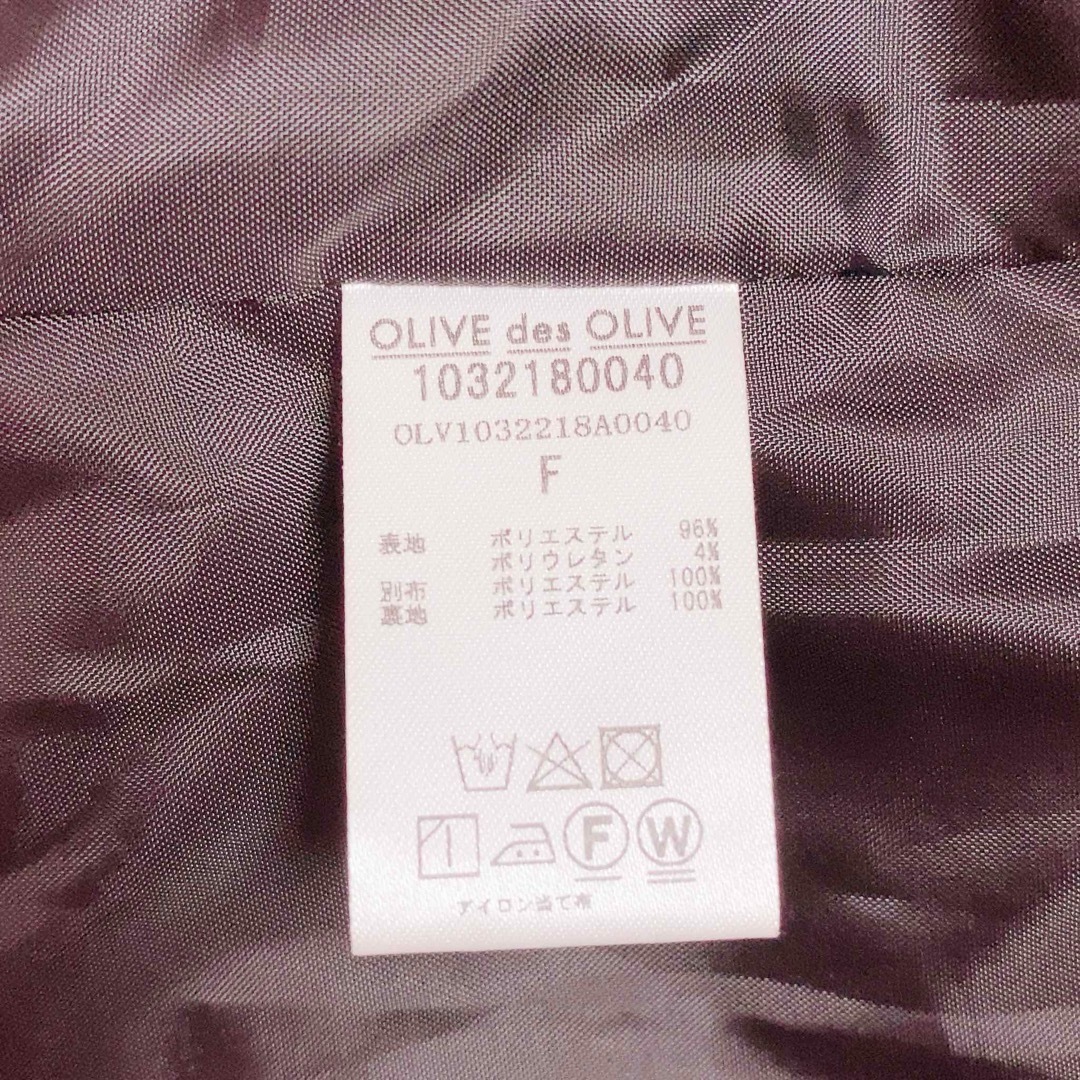 OLIVE des OLIVE
1032180040
OLV1032218A0040
F
表地 ポリエステル 96%
ポリウレタン 4%
別布 ポリエステル 100%
裏地 ポリエステル 100%
F W
アイロン当て布